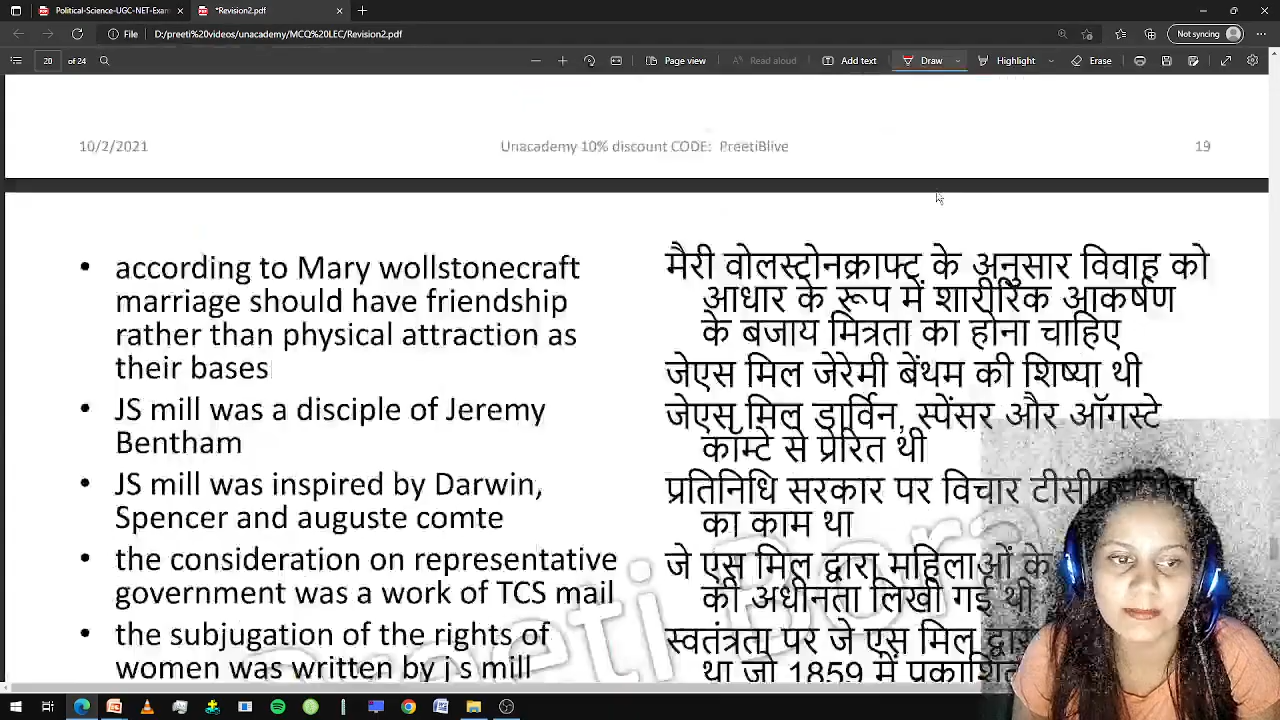 Political-Science-UGC-NET-Exam
*Revision2.pdf
File
D:/preeti%20videos/unacademy/MCQ%20LEC/Revision2.pdf
Not syncing
20
of 24
Page view
Read aloud
Add text
Draw
Highlight
Erase
10/2/2021
Unacademy 10% discount CODE: PreetiBlive
19
• according to Mary wollstonecraft
marriage should have friendship
rather than physical attraction as
their bases
• JS mill was a disciple of Jeremy
Bentham
• JS mill was inspired by Darwin,
Spencer and auguste comte
• the consideration on representative
government was a work of TCS mail
• the subjugation of the rights of
women was written by j s mill
मैरी वोलस्टोनक्राफ्ट के अनुसार विवाह को
आधार के रूप में शारीरिक आकर्षण
के बजाय मित्रता का होना चाहिए
जेएस मिल जेरेमी बेंथम की शिष्या थी
जेएस मिल डार्विन, स्पेंसर और ऑगस्टे
कॉम्टे से प्रेरित थी
प्रतिनिधि सरकार पर विचार
का काम था
जे एस मिल द्वारा महिलाओं के
की अधीनता लिखी गई थी
स्वतंत्रता पर जे एस मिल
था जो 1859 में
Preeti Bora